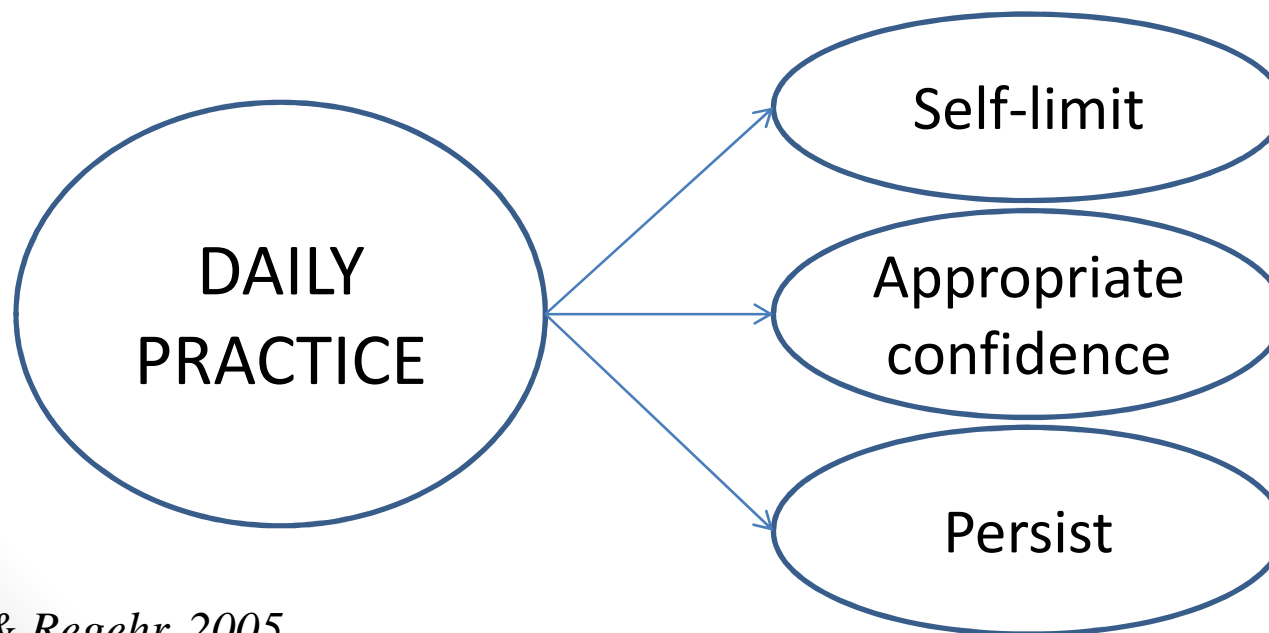 Self-limit
DAILY
PRACTICE
Appropriate
confidence
Persist
& Regehr, 2005